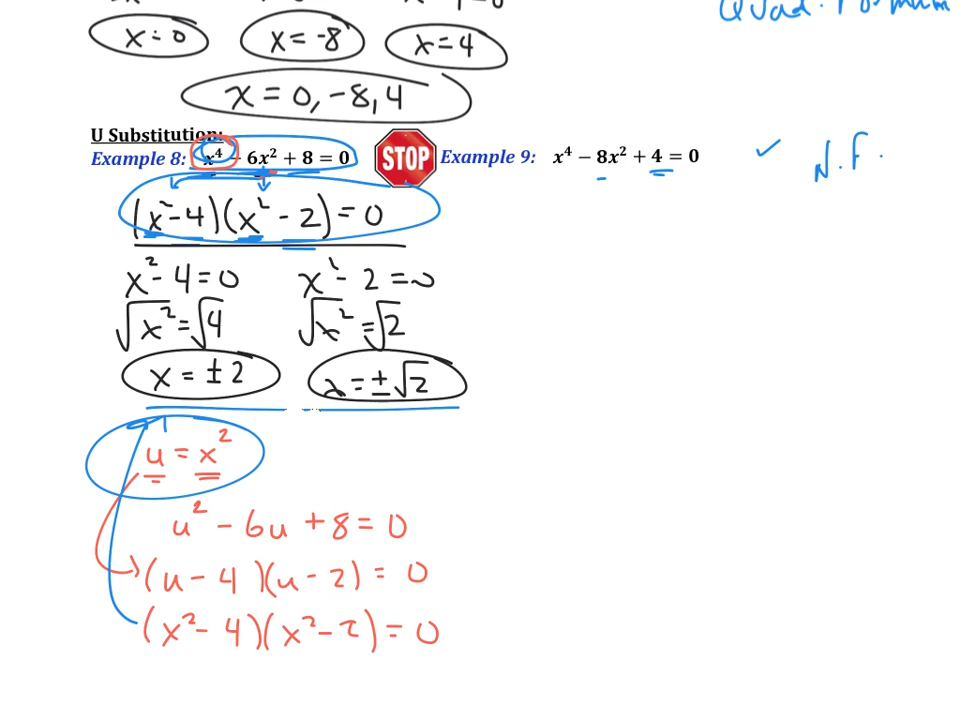 Quad. Formum
x = 0 x = -8 x = 4
x = 0, -8, 4
U Substitution:
Example 8: x⁴ - 6x² + 8 = 0 STOP Example 9: x⁴ − 8x² + 4 = 0 ✓ N.F.
(x² - 4)(x² - 2) = 0
x² - 4 = 0 x² - 2 = 0
√x² = √4 √x² = √2
x = ± 2 x = ± √2
u = x²
u² - 6u + 8 = 0
(u - 4)(u - 2) = 0
(x² - 4)(x² - 2) = 0